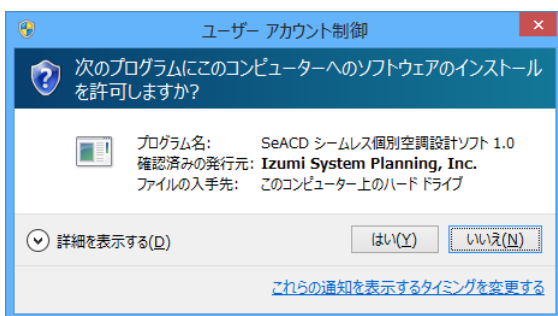 ユーザー アカウント制御
次のプログラムにこのコンピューターへのソフトウェアのインストール
を許可しますか?
プログラム名: SeACD シームレス個別空調設計ソフト 1.0
確認済みの発行元: Izumi System Planning, Inc.
ファイルの入手先: このコンピューター上のハード ドライブ
詳細を表示する(D) はい(Y) いいえ(N)
これらの通知を表示するタイミングを変更する